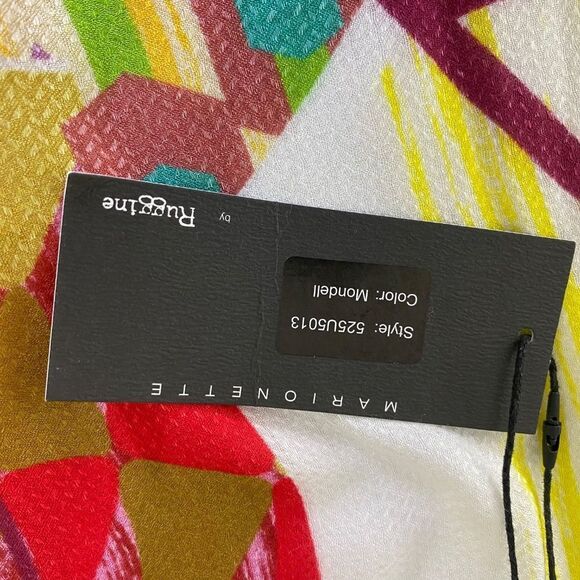 MARIONETTE
Style: 525U5013
Color: Mondell
by Ruggine